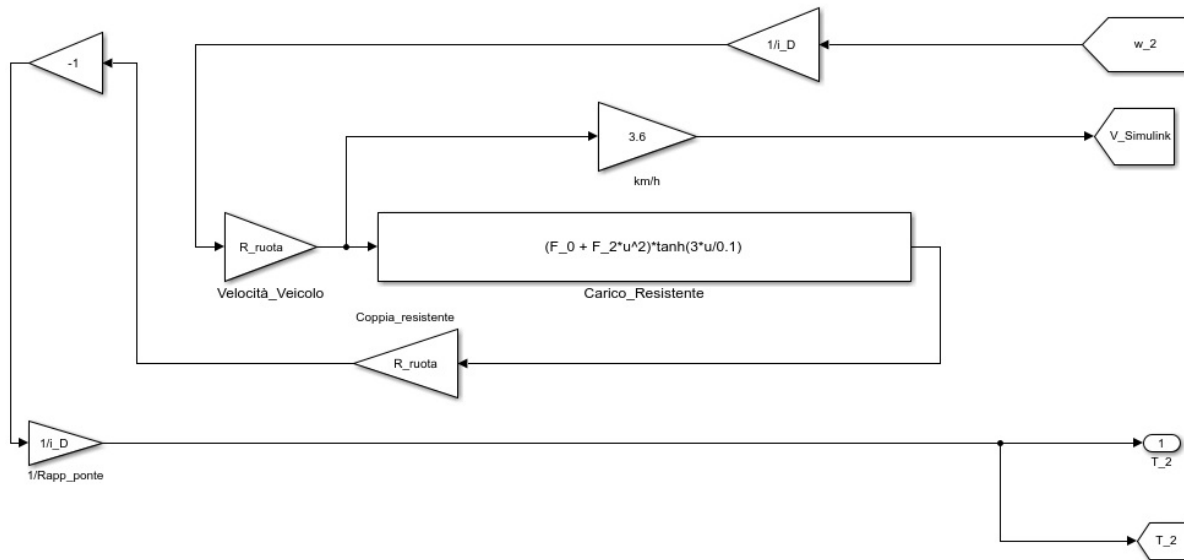 1/i_D
w_2
-1
3.6
V_Simulink
km/h
R_ruota
(F_0 + F_2*u^2)*tanh(3*u/0.1)
Velocità_Veicolo
Carico_Resistente
Coppia_resistente
R_ruota
1/i_D
1
1/Rapp_ponte
T_2
T_2